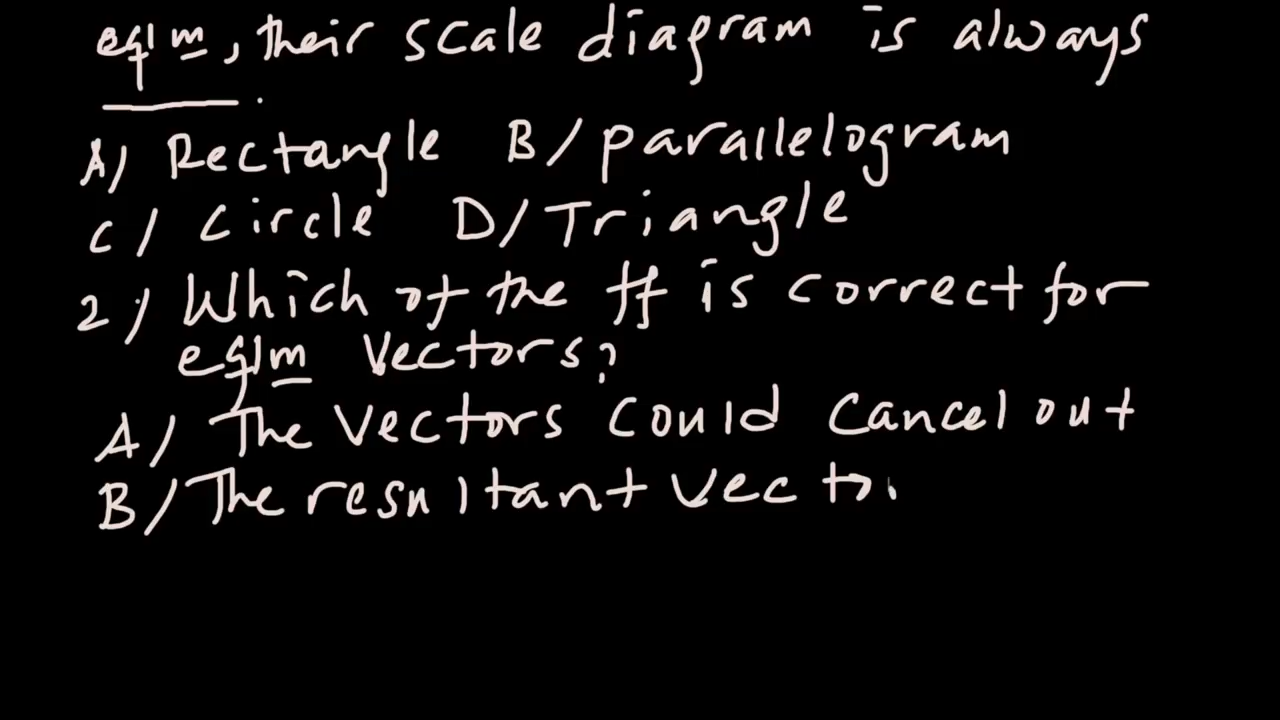 eqlm, their scale diagram is always
A) Rectangle B/ parallelogram
C/ Circle D/ Triangle
2) Which of the ff is correct for
eqlm vectors?
A/ The vectors could cancel out
B/ The resultant vecto